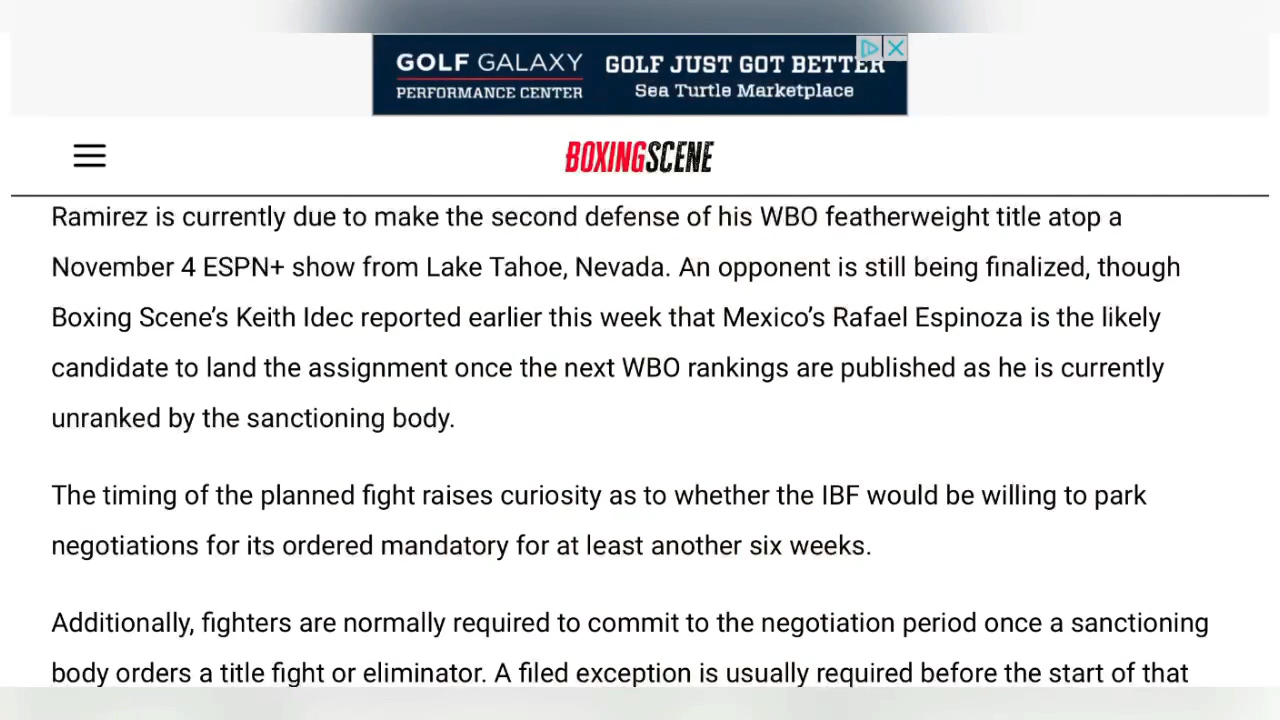 GOLF GALAXY
PERFORMANCE CENTER
GOLF JUST GOT BETTER
Sea Turtle Marketplace
BOXINGSCENE
Ramirez is currently due to make the second defense of his WBO featherweight title atop a
November 4 ESPN+ show from Lake Tahoe, Nevada. An opponent is still being finalized, though
Boxing Scene’s Keith Idec reported earlier this week that Mexico’s Rafael Espinoza is the likely
candidate to land the assignment once the next WBO rankings are published as he is currently
unranked by the sanctioning body.
The timing of the planned fight raises curiosity as to whether the IBF would be willing to park
negotiations for its ordered mandatory for at least another six weeks.
Additionally, fighters are normally required to commit to the negotiation period once a sanctioning
body orders a title fight or eliminator. A filed exception is usually required before the start of that